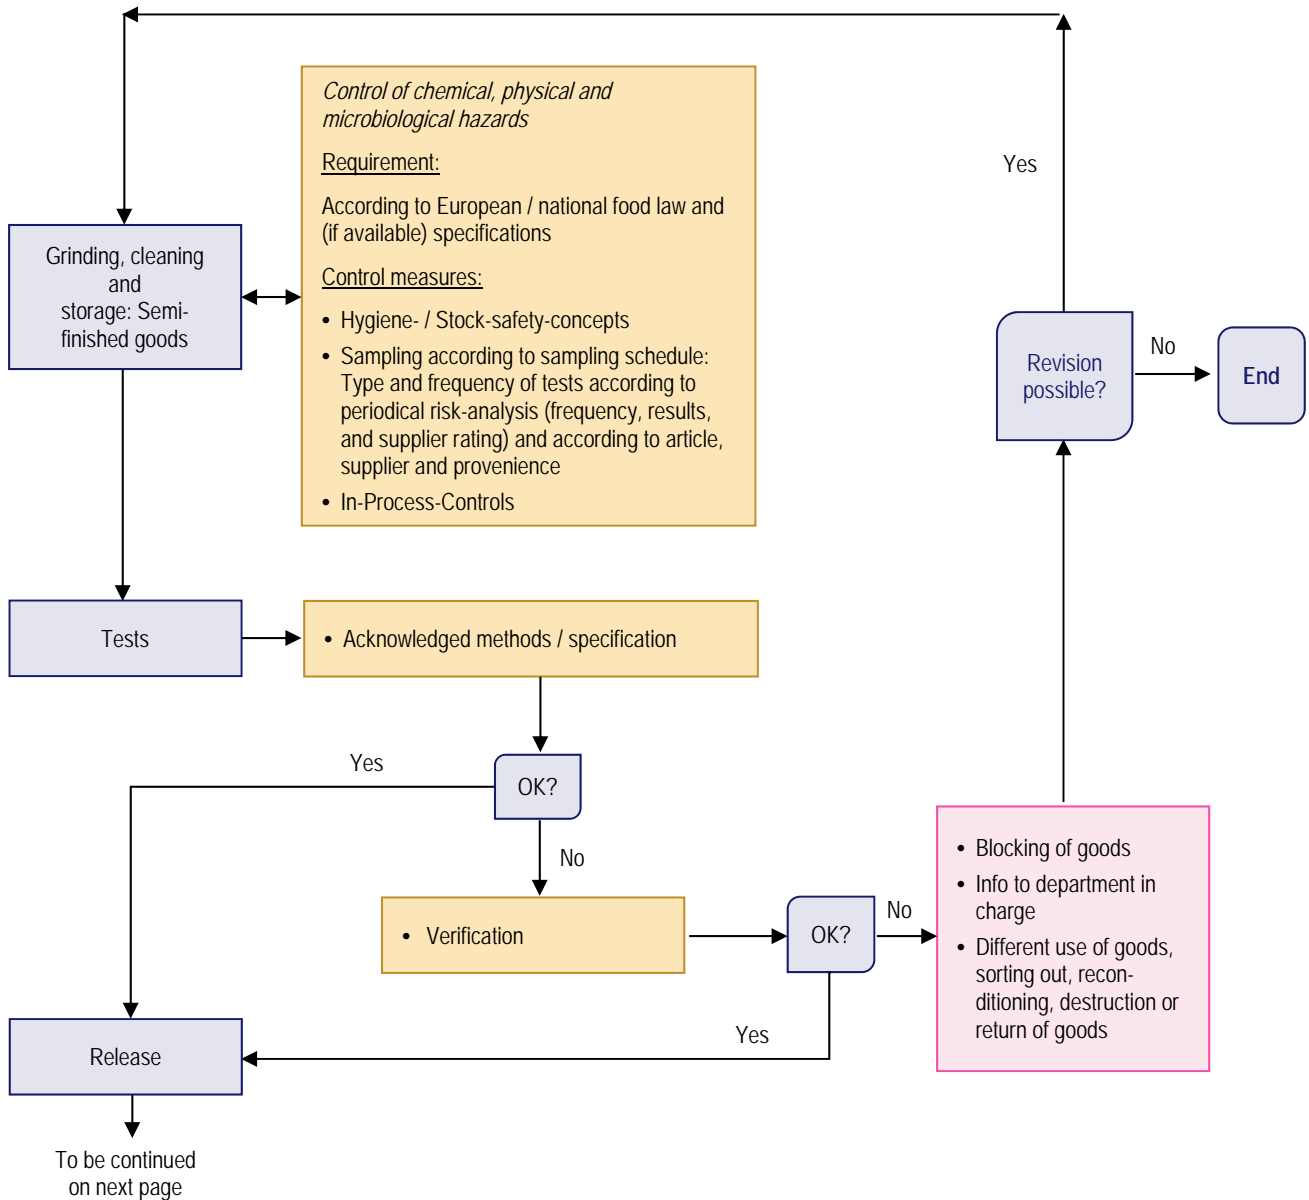 Control of chemical, physical and
microbiological hazards
Requirement:
According to European / national food law and
(if available) specifications
Control measures:
• Hygiene- / Stock-safety-concepts
• Sampling according to sampling schedule:
Type and frequency of tests according to
periodical risk-analysis (frequency, results,
and supplier rating) and according to article,
supplier and provenience
• In-Process-Controls
Grinding, cleaning
and
storage: Semi-
finished goods
Yes
Revision
possible?
No
End
Tests
• Acknowledged methods / specification
Yes
OK?
No
• Verification
OK?
No
• Blocking of goods
• Info to department in
charge
• Different use of goods,
sorting out, recon-
ditioning, destruction or
return of goods
Yes
Release
To be continued
on next page